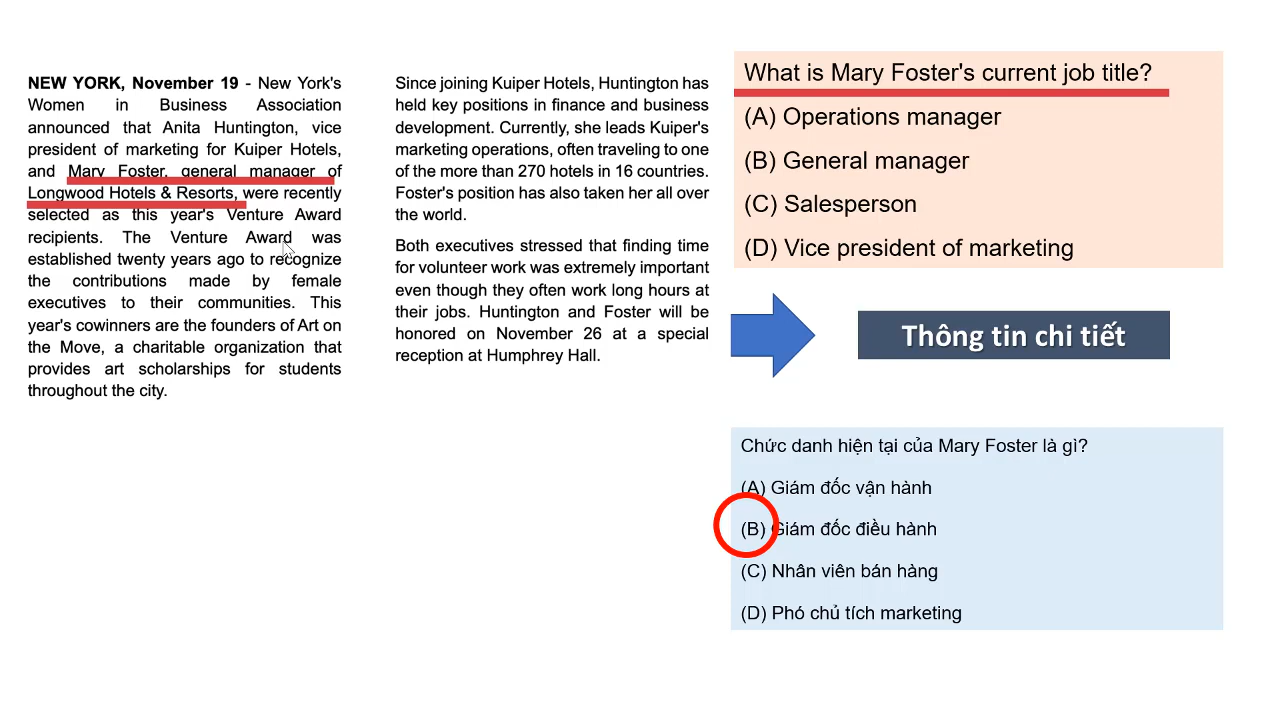 NEW YORK, November 19 - New York's
Women in Business Association
announced that Anita Huntington, vice
president of marketing for Kuiper Hotels,
and Mary Foster, general manager of
Longwood Hotels & Resorts, were recently
selected as this year's Venture Award
recipients. The Venture Award was
established twenty years ago to recognize
the contributions made by female
executives to their communities. This
year's cowinners are the founders of Art on
the Move, a charitable organization that
provides art scholarships for students
throughout the city.
Since joining Kuiper Hotels, Huntington has
held key positions in finance and business
development. Currently, she leads Kuiper's
marketing operations, often traveling to one
of the more than 270 hotels in 16 countries.
Foster's position has also taken her all over
the world.
Both executives stressed that finding time
for volunteer work was extremely important
even though they often work long hours at
their jobs. Huntington and Foster will be
honored on November 26 at a special
reception at Humphrey Hall.
What is Mary Foster's current job title?
(A) Operations manager
(B) General manager
(C) Salesperson
(D) Vice president of marketing
Thông tin chi tiết
Chức danh hiện tại của Mary Foster là gì?
(A) Giám đốc vận hành
(B) Giám đốc điều hành
(C) Nhân viên bán hàng
(D) Phó chủ tích marketing